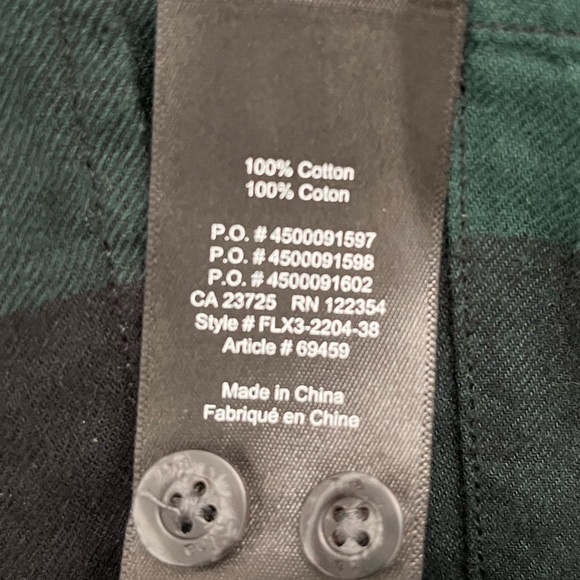 100% Cotton
100% Coton
P.O. # 4500091597
P.O. # 4500091598
P.O. # 4500091602
CA 23725 RN 122354
Style # FLX3-2204-38
Article # 69459
Made in China
Fabriqué en Chine